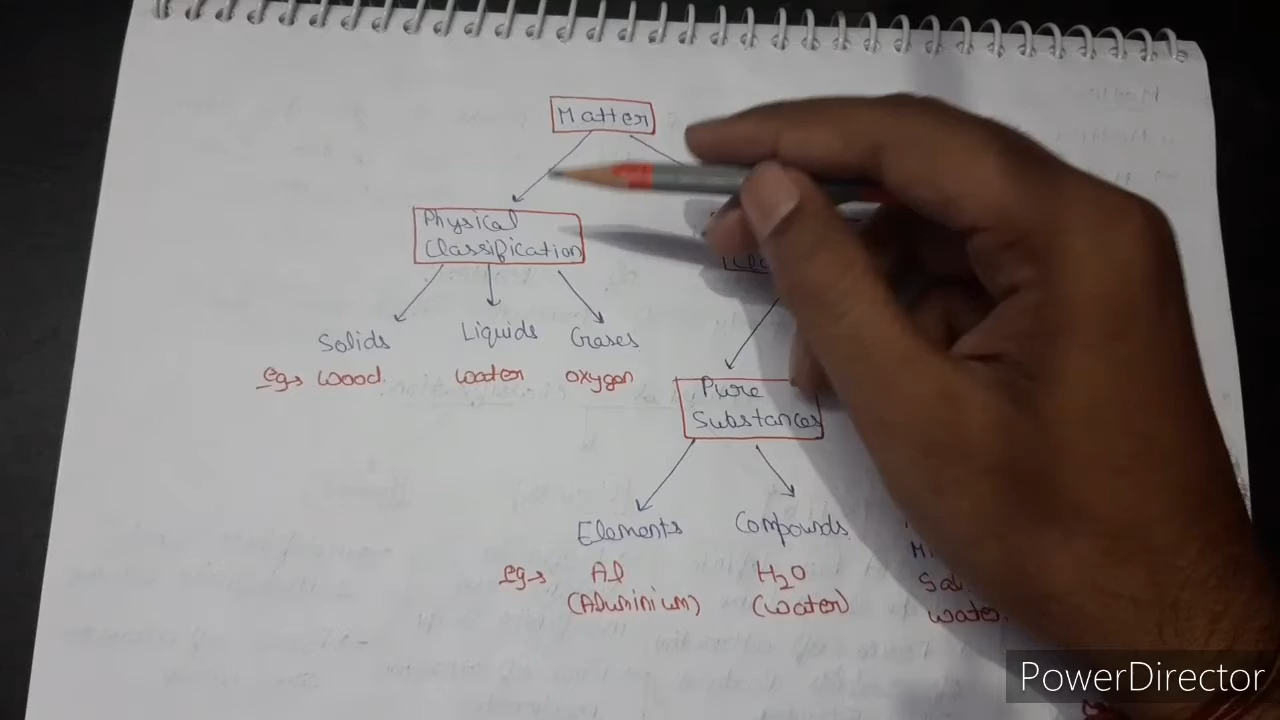 Matter
Physical
Classification
Solids Liquids Gases
eg→ wood water oxygen
Pure
Substances
Elements Compounds
eg→ Al H2O
(Aluminium) (water)
water
PowerDirector